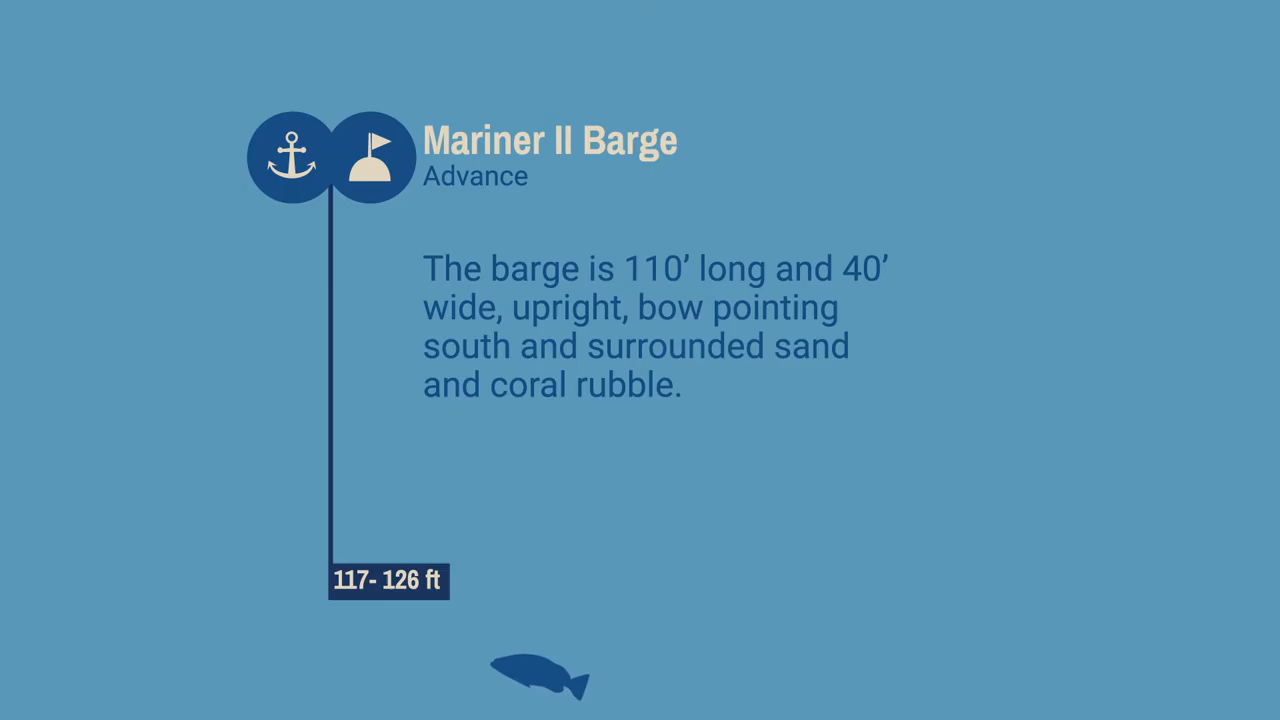 Mariner II Barge
Advance
The barge is 110’ long and 40’
wide, upright, bow pointing
south and surrounded sand
and coral rubble.
117- 126 ft